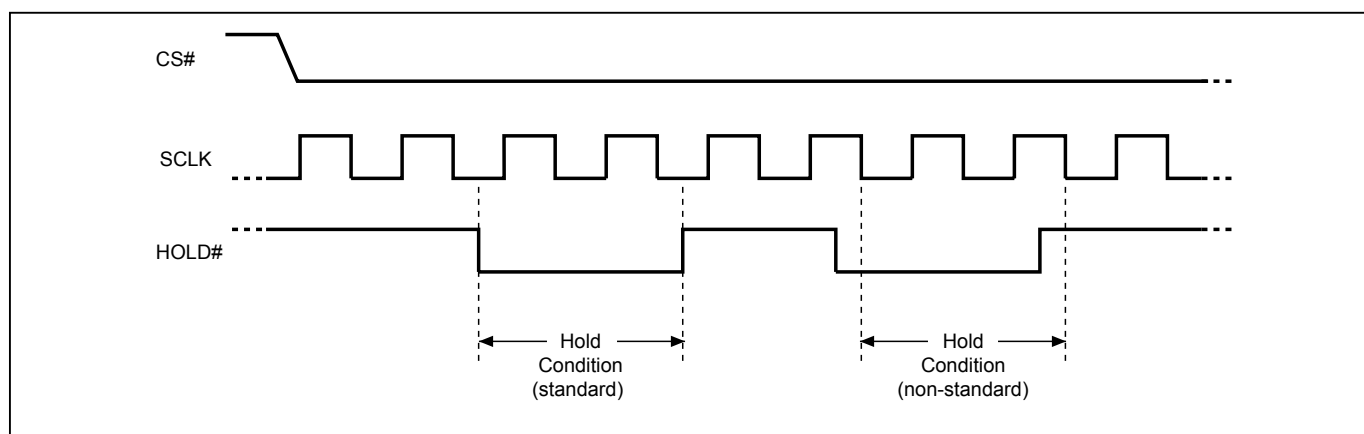 CS#
SCLK
HOLD#
Hold
Condition
(standard)
Hold
Condition
(non-standard)